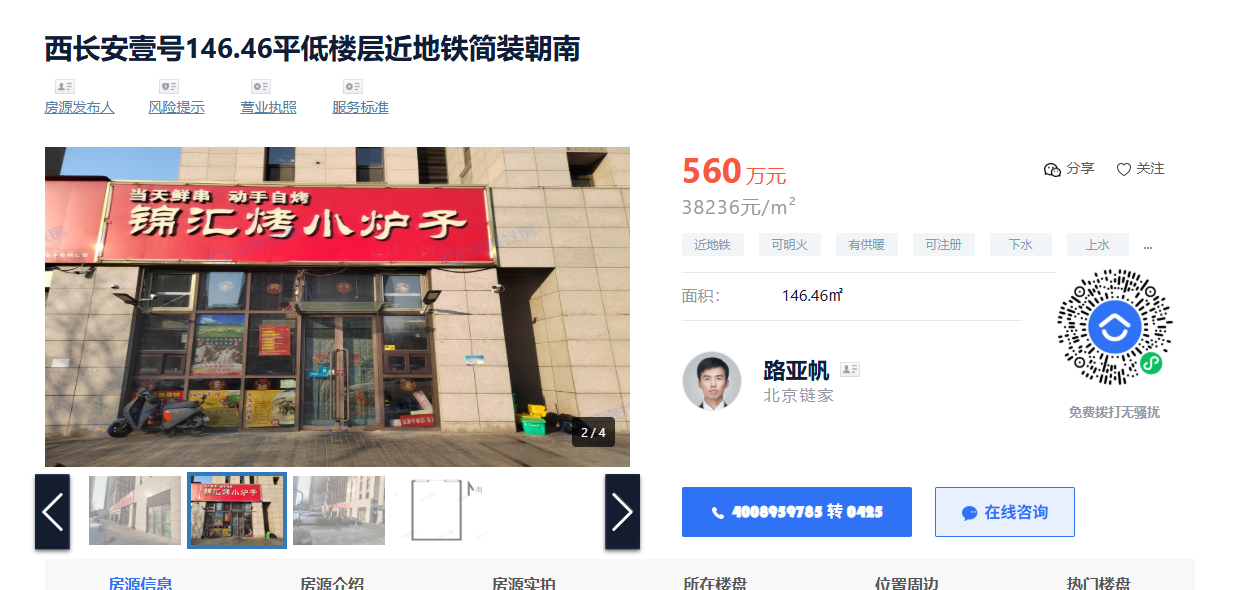 西长安壹号146.46平低楼层近地铁简装朝南
房源发布人
风险提示
营业执照
服务标准
当天鲜串 动手自烤
锦汇烤小炉子
2 / 4
560万元
38236元/m²
分享
关注
近地铁
可明火
有供暖
可注册
下水
上水
...
面积：
146.46㎡
路亚帆
北京链家
免费拨打无骚扰
4008959785 转 0425
在线咨询
南
房源信息
房源介绍
房源实拍
所在楼盘
位置周边
热门楼盘